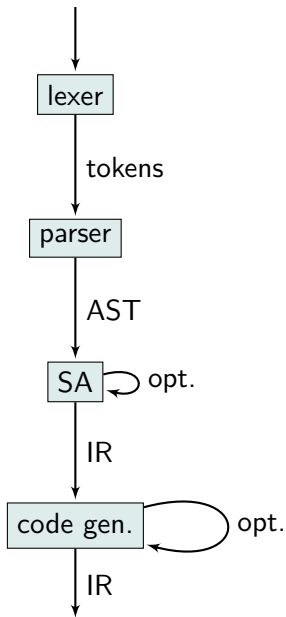 lexer
tokens
parser
AST
SA
opt.
IR
code gen.
opt.
IR